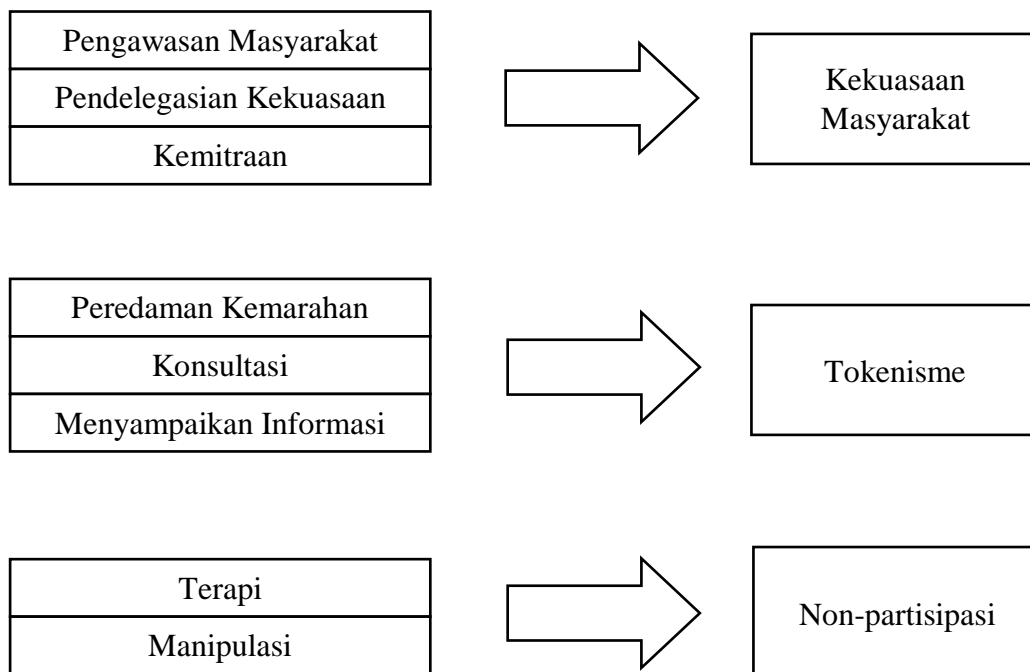 Pengawasan Masyarakat
Pendelegasian Kekuasaan
Kemitraan
Kekuasaan
Masyarakat
Peredaman Kemarahan
Konsultasi
Menyampaikan Informasi
Tokenisme
Terapi
Manipulasi
Non-partisipasi